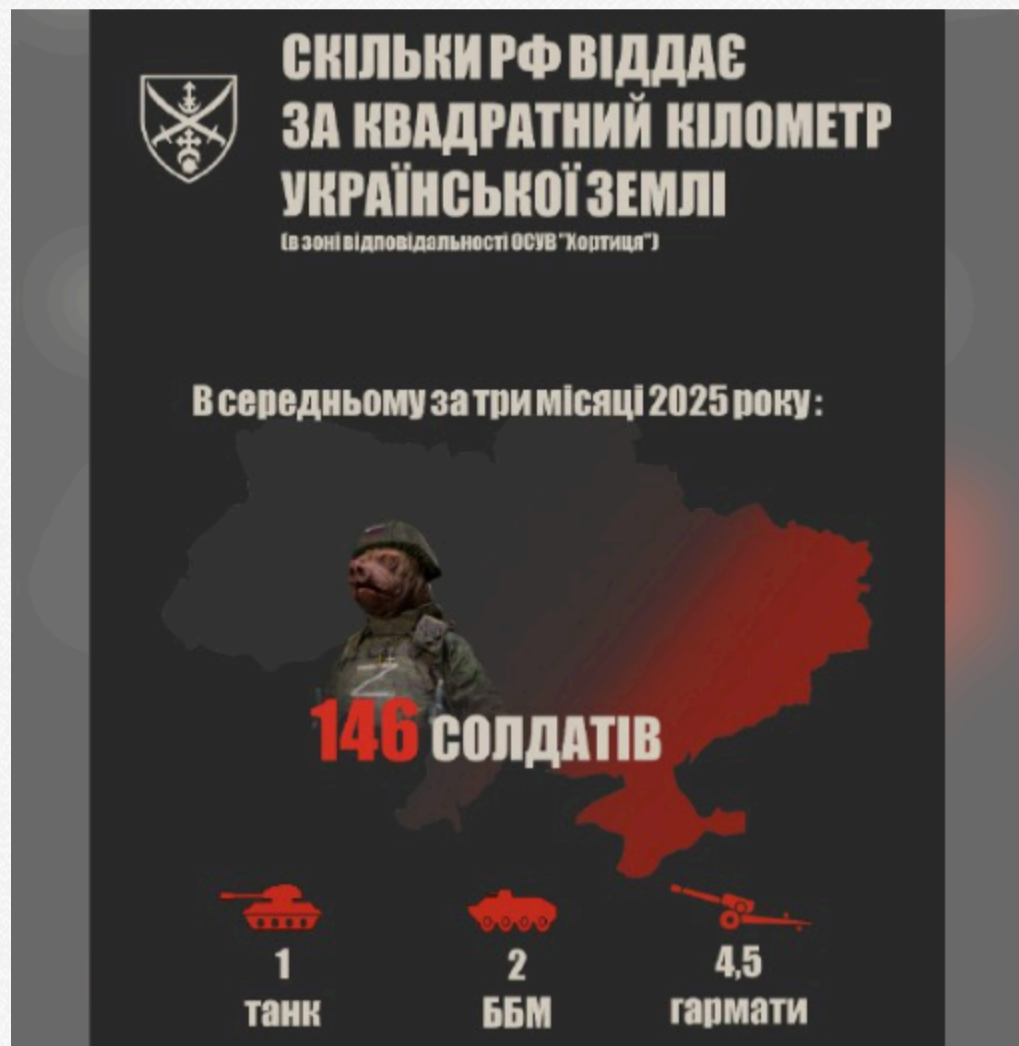 СКІЛЬКИ РФ ВІДДАЄ
ЗА КВАДРАТНИЙ КІЛОМЕТР
УКРАЇНСЬКОЇ ЗЕМЛІ
(в зоні відповідальності ОСУВ "Хортиця")
В середньому за три місяці 2025 року :
Z
146 СОЛДАТІВ
1
танк
2
ББМ
4,5
гармати